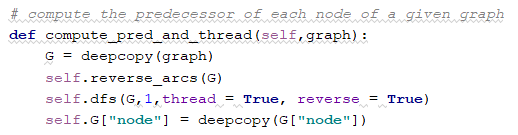 # compute the predecessor of each node of a given graph
def compute_pred_and_thread(self,graph):
G = deepcopy(graph)
self.reverse_arcs(G)
self.dfs(G,1,thread = True, reverse = True)
self.G["node"] = deepcopy(G["node"])